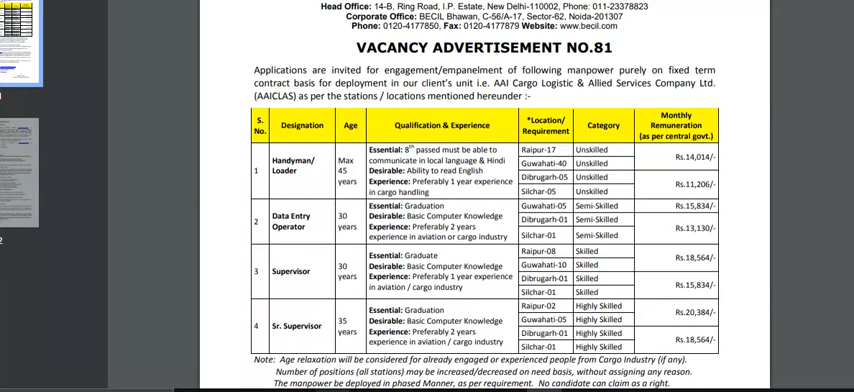 Head Office: 14-B, Ring Road, I.P. Estate, New Delhi-110002, Phone: 011-23378823
Corporate Office: BECIL Bhawan, C-56/A-17, Sector-62, Noida-201307
Phone: 0120-4177850, Fax: 0120-4177879 Website: www.becil.com
VACANCY ADVERTISEMENT NO.81
Applications are invited for engagement/empanelment of following manpower purely on fixed term
contract basis for deployment in our client's unit i.e. AAI Cargo Logistic & Allied Services Company Ltd.
(AAICLAS) as per the stations / locations mentioned hereunder :-
S. No. Designation Age Qualification & Experience *Location/ Requirement Category Monthly Remuneration (as per central govt.)
1 Handyman/ Loader Max 45 years
Essential: 8th passed must be able to
communicate in local language & Hindi
Desirable: Ability to read English
Experience: Preferably 1 year experience
in cargo handling
Raipur-17 Unskilled
Guwahati-40 Unskilled
Rs.14,014/-
Dibrugarh-05 Unskilled
Silchar-05 Unskilled
Rs.11,206/-
2 Data Entry Operator 30 years
Essential: Graduation
Desirable: Basic Computer Knowledge
Experience: Preferably 2 years
experience in aviation or cargo industry
Guwahati-05 Semi-Skilled Rs.15,834/-
Dibrugarh-01 Semi-Skilled
Silchar-01 Semi-Skilled
Rs.13,130/-
3 Supervisor 30 years
Essential: Graduate
Desirable: Basic Computer Knowledge
Experience: Preferably 1 year experience
in aviation / cargo industry
Raipur-08 Skilled
Guwahati-10 Skilled
Rs.18,564/-
Dibrugarh-01 Skilled
Silchar-01 Skilled
Rs.15,834/-
4 Sr. Supervisor 35 years
Essential: Graduation
Desirable: Basic Computer Knowledge
Experience: Preferably 2 years
experience in aviation / cargo industry
Raipur-02 Highly Skilled
Guwahati-05 Highly Skilled
Rs.20,384/-
Dibrugarh-01 Highly Skilled
Silchar-01 Highly Skilled
Rs.18,564/-
Note: Age relaxation will be considered for already engaged or experienced people from Cargo Industry (if any).
Number of positions (all stations) may be increased/decreased on need basis, without assigning any reason.
The manpower be deployed in phased Manner, as per requirement. No candidate can claim as a right.